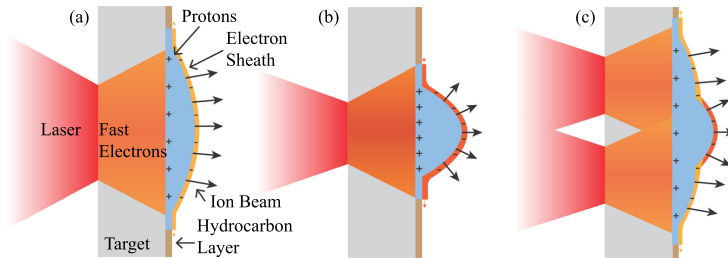 (a)
Protons
Electron
Sheath
Laser
Fast
Electrons
Ion Beam
Hydrocarbon
Layer
Target
(b)
(c)